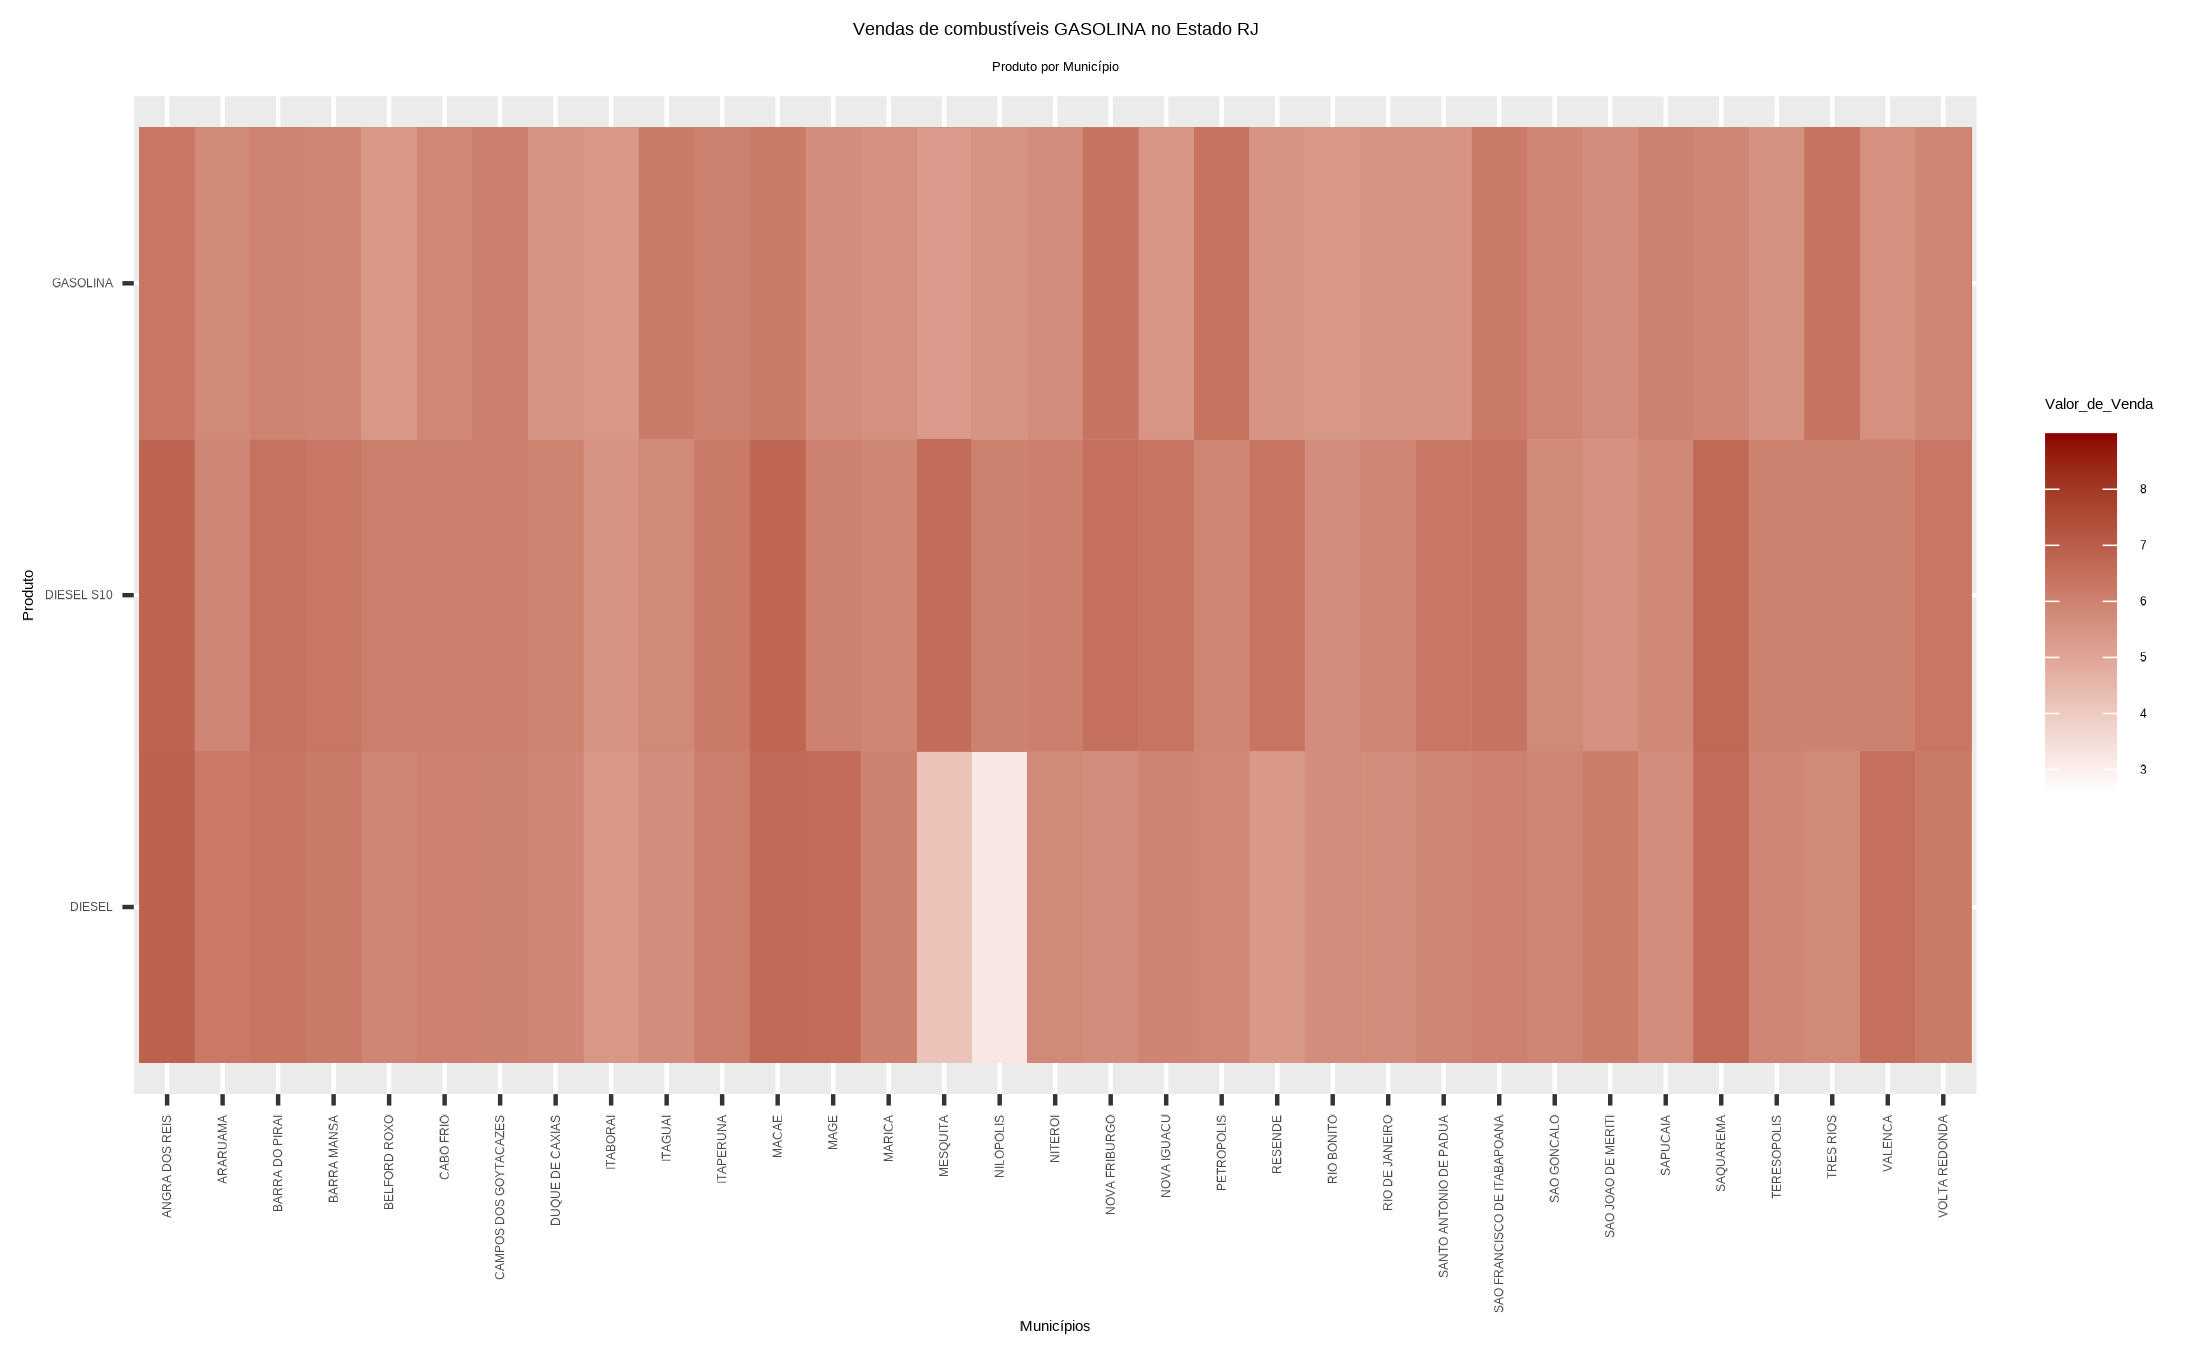 Vendas de combustíveis GASOLINA no Estado RJ
Produto por Município
Produto
GASOLINA
DIESEL S10
DIESEL
Valor_de_Venda
8
7
6
5
4
3
ANGRA DOS REIS
ARARUAMA
BARRA DO PIRAI
BARRA MANSA
BELFORD ROXO
CABO FRIO
CAMPOS DOS GOYTACAZES
DUQUE DE CAXIAS
ITABORAI
ITAGUAI
ITAPERUNA
MACAE
MAGE
MARICA
MESQUITA
NILOPOLIS
NITEROI
NOVA FRIBURGO
NOVA IGUACU
PETROPOLIS
RESENDE
RIO BONITO
RIO DE JANEIRO
SANTO ANTONIO DE PADUA
SAO FRANCISCO DE ITABAPOANA
SAO GONCALO
SAO JOAO DE MERITI
SAPUCAIA
SAQUAREMA
TERESOPOLIS
TRES RIOS
VALENCA
VOLTA REDONDA
Municípios